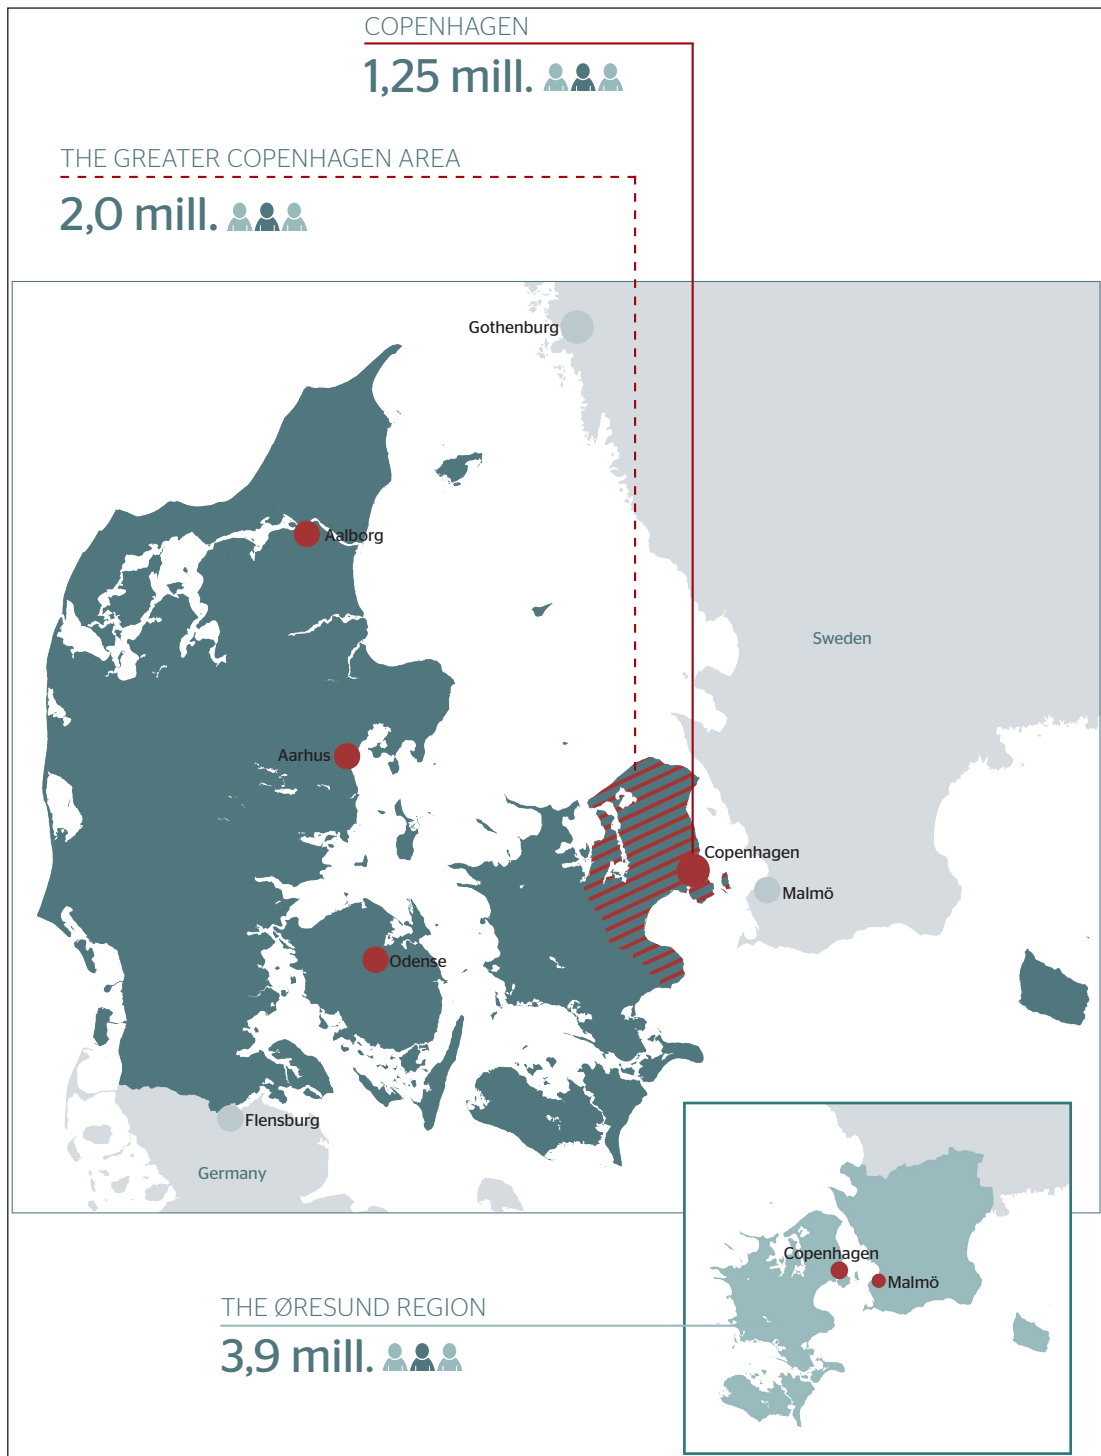 COPENHAGEN
1,25 mill.
THE GREATER COPENHAGEN AREA
2,0 mill.
Gothenburg
Aalborg
Sweden
Aarhus
Copenhagen
Malmö
Odense
Flensburg
Germany
Copenhagen
Malmö
THE ØRESUND REGION
3,9 mill.